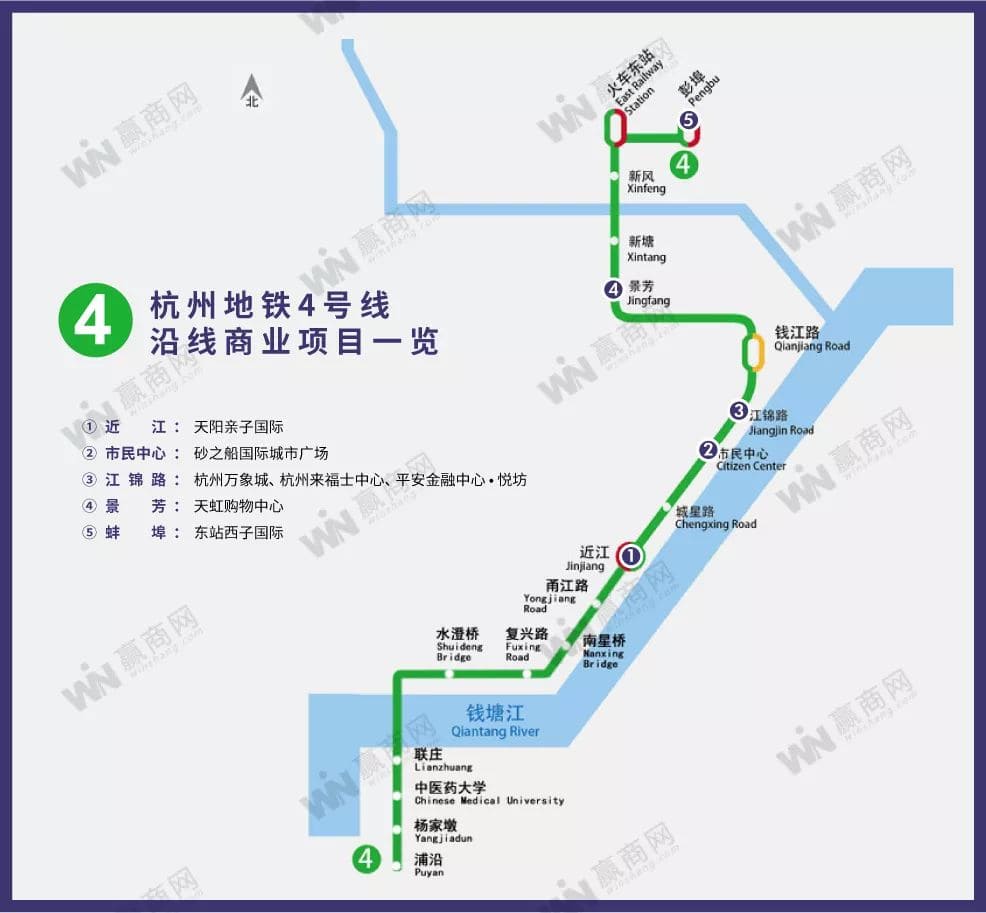 火车东站
East Railway
Station
彭埠
Pengbu
5
4
北
新风
Xinfeng
新塘
Xintang
4
景芳
Jingfang
4
杭州地铁4号线
沿线商业项目一览
钱江路
Qianjiang Road
3
江锦路
Jiangjin Road
2
市民中心
Citizen Center
① 近江：天阳亲子国际
② 市民中心：砂之船国际城市广场
③ 江锦路：杭州万象城、杭州来福士中心、平安金融中心•悦坊
④ 景芳：天虹购物中心
⑤ 蚌埠：东站西子国际
城星路
Chengxing Road
近江
Jinjiang
1
甬江路
Yongjiang
Road
水澄桥
Shuideng
Bridge
复兴路
Fuxing
Road
南星桥
Nanxing
Bridge
钱塘江
Qiantang River
联庄
Lianzhuang
中医药大学
Chinese Medical University
杨家墩
Yangjiadun
4
浦沿
Puyan
WIN 赢商网
winshang.com